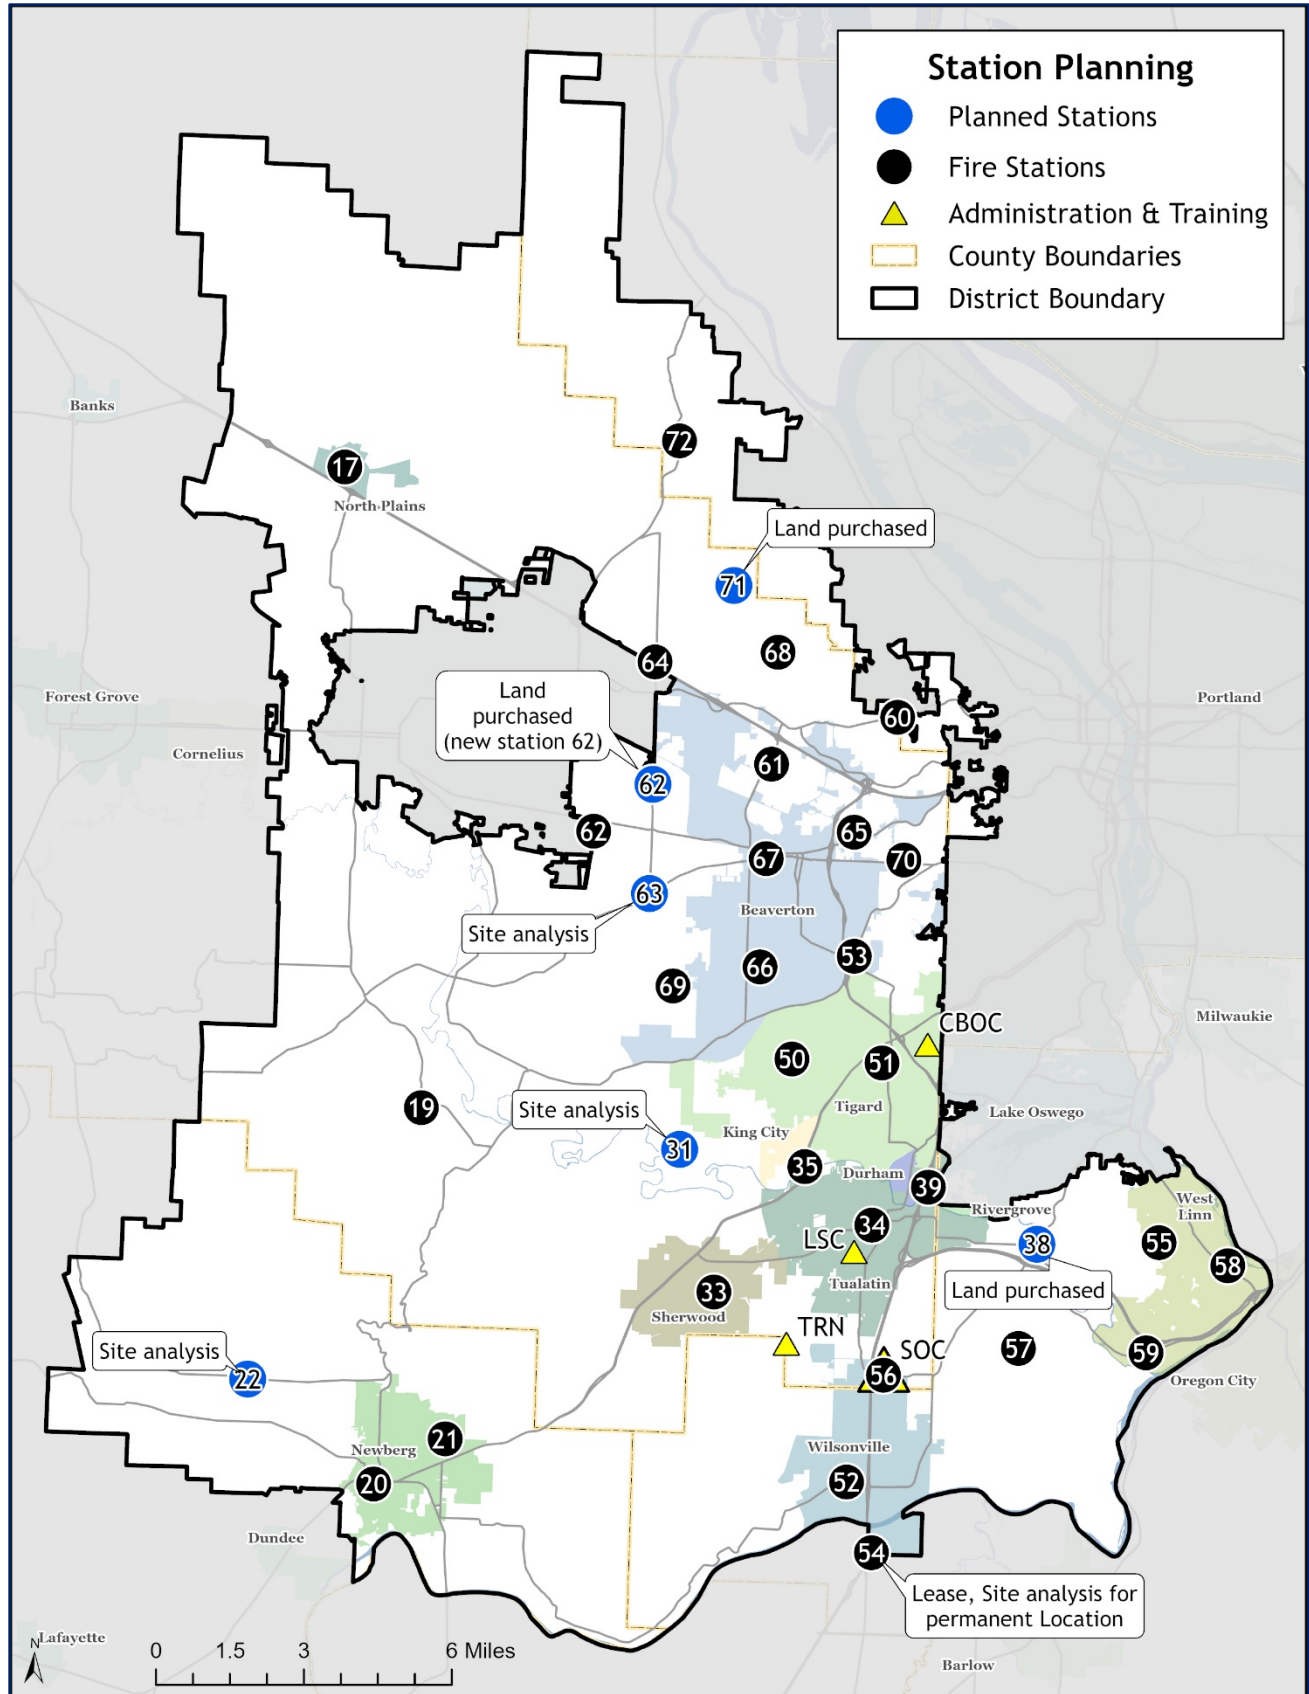 Station Planning
Planned Stations
Fire Stations
Administration & Training
County Boundaries
District Boundary
Banks
72
17
North Plains
Land purchased
71
68
64
Land
purchased
(new station 62)
Forest Grove
Portland
60
Cornelius
61
62
62
65
67
70
63
Beaverton
Site analysis
53
66
69
CBOC
Milwaukie
50
51
19
Site analysis
Tigard
Lake Oswego
King City
31
35
Durham
39
West
Linn
Rivergrove
34
LSC
38
55
58
Tualatin
33
Land purchased
Sherwood
TRN
SOC
57
59
Site analysis
22
56
Oregon City
21
Newberg
Wilsonville
20
52
Dundee
54
Lease, Site analysis for
permanent Location
Lafayette
N
0 1.5 3 6 Miles
Barlow